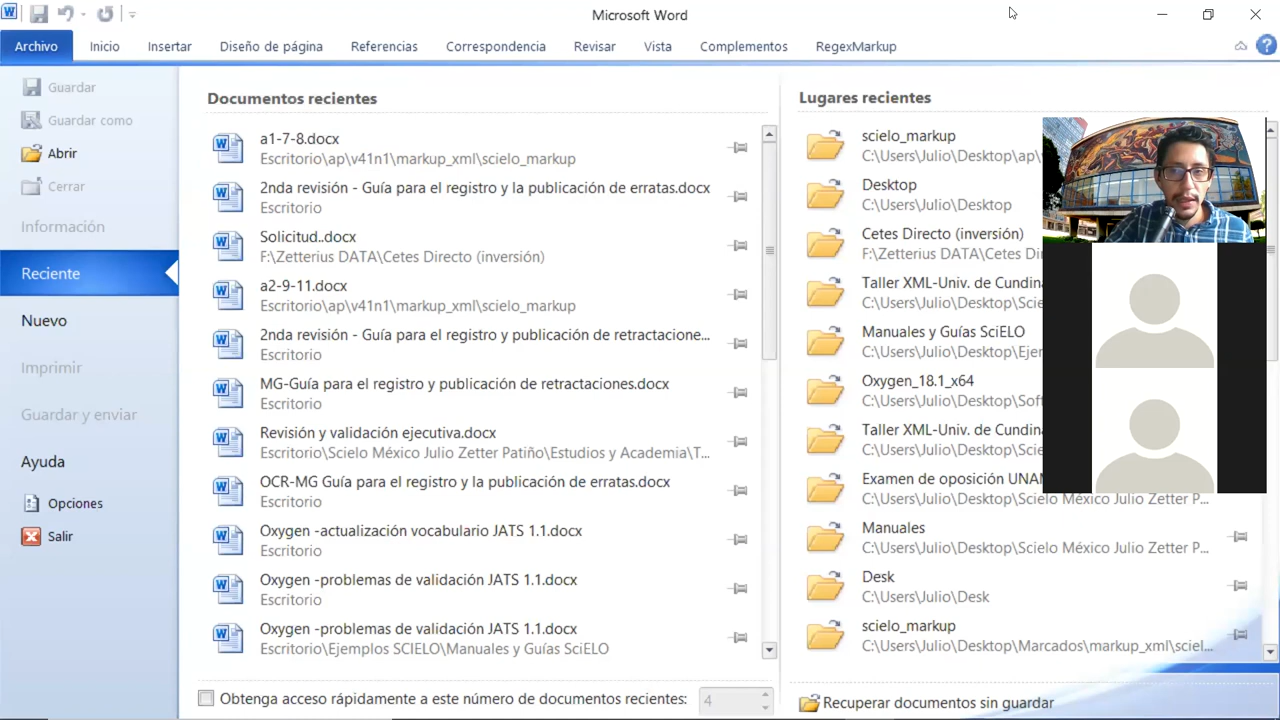 Microsoft Word
Archivo
Inicio
Insertar
Diseño de página
Referencias
Correspondencia
Revisar
Vista
Complementos
RegexMarkup
Guardar
Guardar como
Abrir
Cerrar
Información
Reciente
Nuevo
Imprimir
Guardar y enviar
Ayuda
Opciones
Salir
Documentos recientes
a1-7-8.docx
Escritorio\ap\v41n1\markup_xml\scielo_markup
2nda revisión - Guía para el registro y la publicación de erratas.docx
Escritorio
Solicitud..docx
F:\Zetterius DATA\Cetes Directo (inversión)
a2-9-11.docx
Escritorio\ap\v41n1\markup_xml\scielo_markup
2nda revisión - Guía para el registro y publicación de retractacione...
Escritorio
MG-Guía para el registro y publicación de retractaciones.docx
Escritorio
Revisión y validación ejecutiva.docx
Escritorio\Scielo México Julio Zetter Patiño\Estudios y Academia\T...
OCR-MG Guía para el registro y la publicación de erratas.docx
Escritorio
Oxygen -actualización vocabulario JATS 1.1.docx
Escritorio
Oxygen -problemas de validación JATS 1.1.docx
Escritorio
Oxygen -problemas de validación JATS 1.1.docx
Escritorio\Ejemplos SCIELO\Manuales y Guías SciELO
Obtenga acceso rápidamente a este número de documentos recientes:
4
Lugares recientes
scielo_markup
C:\Users\Julio\Desktop\ap\
Desktop
C:\Users\Julio\Desktop
Cetes Directo (inversión)
F:\Zetterius DATA\Cetes Di
Taller XML-Univ. de Cundina
C:\Users\Julio\Desktop\Scie
Manuales y Guías SciELO
C:\Users\Julio\Desktop\Ejer
Oxygen_18.1_x64
C:\Users\Julio\Desktop\Soft
Taller XML-Univ. de Cundina
C:\Users\Julio\Desktop\Scie
Examen de oposición UNAM
C:\Users\Julio\Desktop\Scielo México Julio Zetter P...
Manuales
C:\Users\Julio\Desktop\Scielo México Julio Zetter P...
Desk
C:\Users\Julio\Desk
scielo_markup
C:\Users\Julio\Desktop\Marcados\markup_xml\sciel...
Recuperar documentos sin guardar